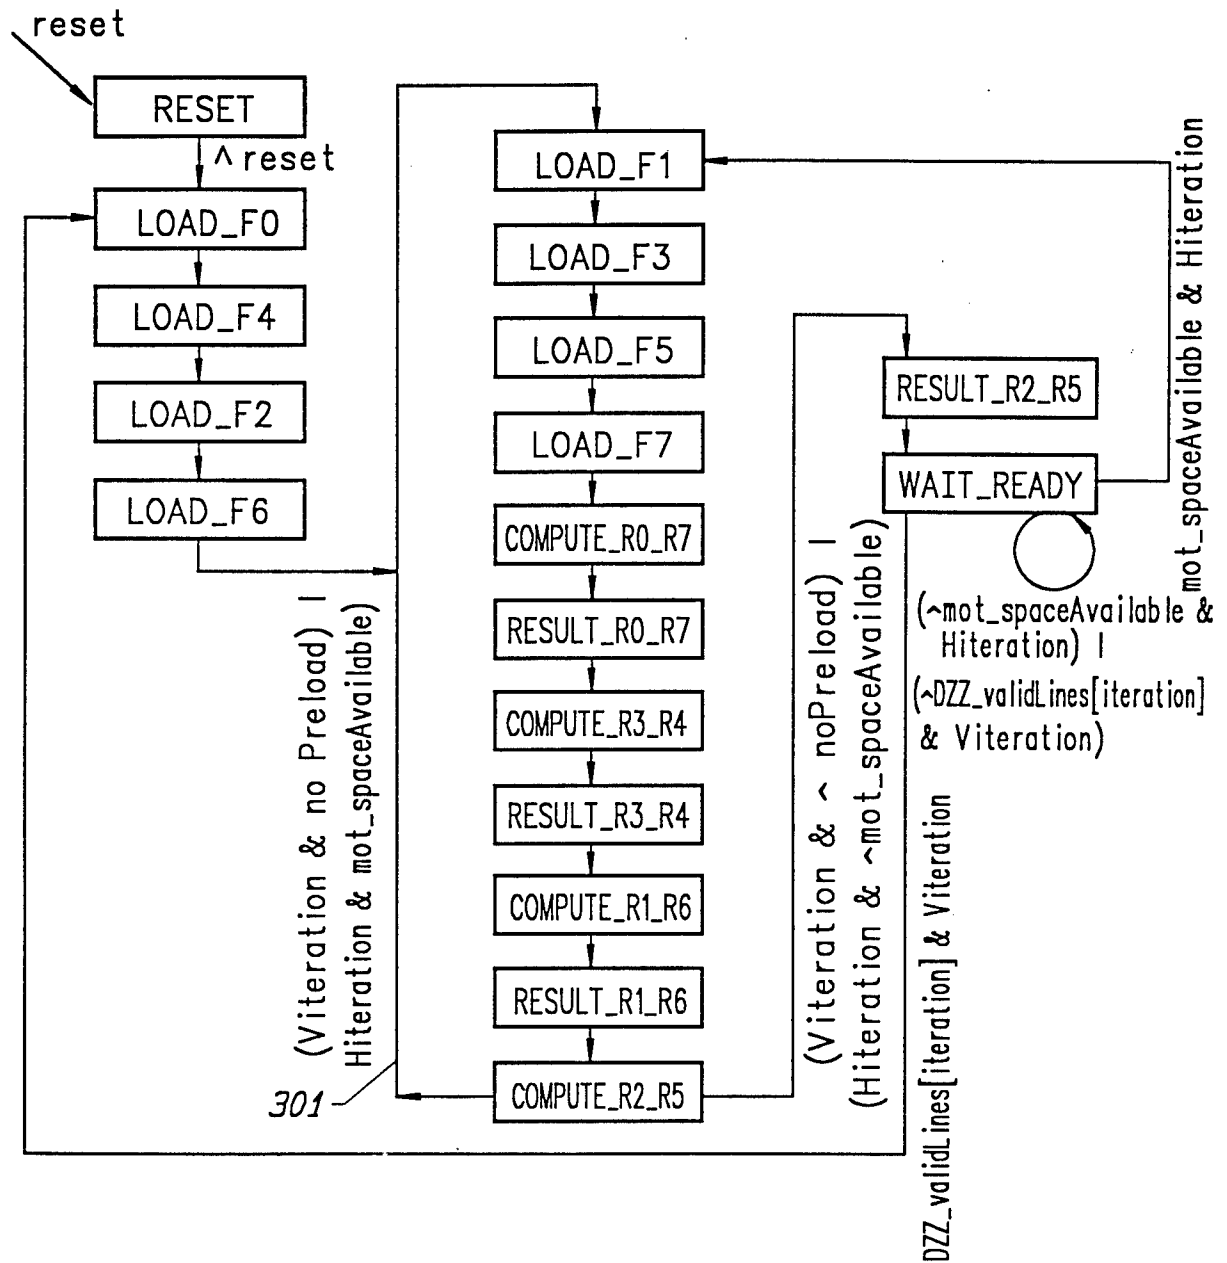 reset
RESET
^ reset
LOAD_F0
LOAD_F4
LOAD_F2
LOAD_F6
LOAD_F1
LOAD_F3
LOAD_F5
LOAD_F7
COMPUTE_R0_R7
RESULT_R0_R7
COMPUTE_R3_R4
RESULT_R3_R4
COMPUTE_R1_R6
RESULT_R1_R6
COMPUTE_R2_R5
(Viteration & no Preload) |
Hiteration & mot_spaceAvailable)
301
RESULT_R2_R5
WAIT_READY
(Viteration & ^ noPreload) |
(Hiteration & ^mot_spaceAvailable)
mot_spaceAvailable & Hiteration
(^mot_spaceAvailable &
Hiteration) |
(^DZZ_validLines[iteration]
& Viteration)
DZZ_validLines[iteration] & Viteration